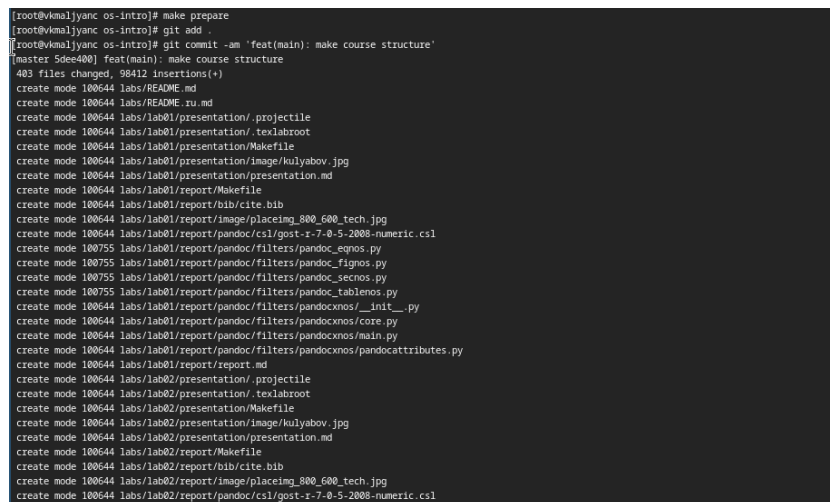 [root@vkmaljyanc os-intro]# make prepare
[root@vkmaljyanc os-intro]# git add .
[root@vkmaljyanc os-intro]# git commit -am 'feat(main): make course structure'
[master 5dee400] feat(main): make course structure
403 files changed, 98412 insertions(+)
create mode 100644 labs/README.md
create mode 100644 labs/README.ru.md
create mode 100644 labs/lab01/presentation/.projectile
create mode 100644 labs/lab01/presentation/.texlabroot
create mode 100644 labs/lab01/presentation/Makefile
create mode 100644 labs/lab01/presentation/image/kulyabov.jpg
create mode 100644 labs/lab01/presentation/presentation.md
create mode 100644 labs/lab01/report/Makefile
create mode 100644 labs/lab01/report/bib/cite.bib
create mode 100644 labs/lab01/report/image/placeimg_800_600_tech.jpg
create mode 100644 labs/lab01/report/pandoc/csl/gost-r-7-0-5-2008-numeric.csl
create mode 100755 labs/lab01/report/pandoc/filters/pandoc_eqnos.py
create mode 100755 labs/lab01/report/pandoc/filters/pandoc_fignos.py
create mode 100755 labs/lab01/report/pandoc/filters/pandoc_secnos.py
create mode 100755 labs/lab01/report/pandoc/filters/pandoc_tablenos.py
create mode 100644 labs/lab01/report/pandoc/filters/pandocxnos/__init__.py
create mode 100644 labs/lab01/report/pandoc/filters/pandocxnos/core.py
create mode 100644 labs/lab01/report/pandoc/filters/pandocxnos/main.py
create mode 100644 labs/lab01/report/pandoc/filters/pandocxnos/pandocattributes.py
create mode 100644 labs/lab01/report/report.md
create mode 100644 labs/lab02/presentation/.projectile
create mode 100644 labs/lab02/presentation/.texlabroot
create mode 100644 labs/lab02/presentation/Makefile
create mode 100644 labs/lab02/presentation/image/kulyabov.jpg
create mode 100644 labs/lab02/presentation/presentation.md
create mode 100644 labs/lab02/report/Makefile
create mode 100644 labs/lab02/report/bib/cite.bib
create mode 100644 labs/lab02/report/image/placeimg_800_600_tech.jpg
create mode 100644 labs/lab02/report/pandoc/csl/gost-r-7-0-5-2008-numeric.csl